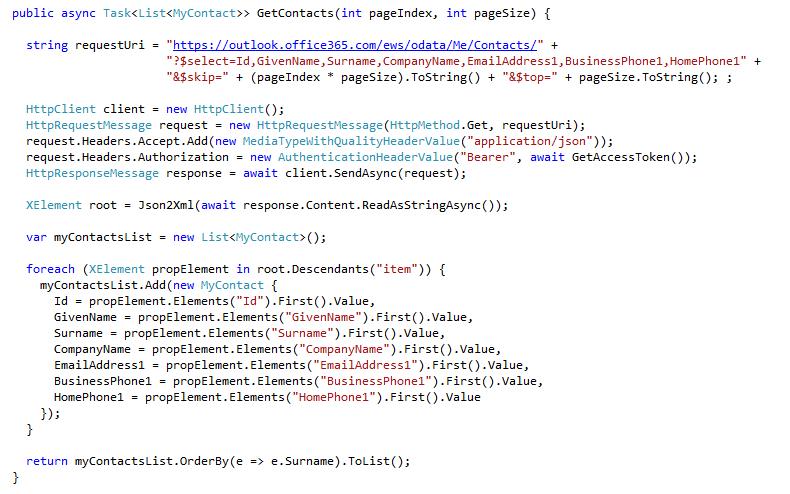 public async Task<List<MyContact>> GetContacts(int pageIndex, int pageSize) {

  string requestUri = "https://outlook.office365.com/ews/odata/Me/Contacts/" +
                      "?$select=Id,GivenName,Surname,CompanyName,EmailAddress1,BusinessPhone1,HomePhone1" +
                      "&$skip=" + (pageIndex * pageSize).ToString() + "&$top=" + pageSize.ToString(); ;

  HttpClient client = new HttpClient();
  HttpRequestMessage request = new HttpRequestMessage(HttpMethod.Get, requestUri);
  request.Headers.Accept.Add(new MediaTypeWithQualityHeaderValue("application/json"));
  request.Headers.Authorization = new AuthenticationHeaderValue("Bearer", await GetAccessToken());
  HttpResponseMessage response = await client.SendAsync(request);

  XElement root = Json2Xml(await response.Content.ReadAsStringAsync());

  var myContactsList = new List<MyContact>();

  foreach (XElement propElement in root.Descendants("item")) {
    myContactsList.Add(new MyContact {
      Id = propElement.Elements("Id").First().Value,
      GivenName = propElement.Elements("GivenName").First().Value,
      Surname = propElement.Elements("Surname").First().Value,
      CompanyName = propElement.Elements("CompanyName").First().Value,
      EmailAddress1 = propElement.Elements("EmailAddress1").First().Value,
      BusinessPhone1 = propElement.Elements("BusinessPhone1").First().Value,
      HomePhone1 = propElement.Elements("HomePhone1").First().Value
    });
  }

  return myContactsList.OrderBy(e => e.Surname).ToList();
}